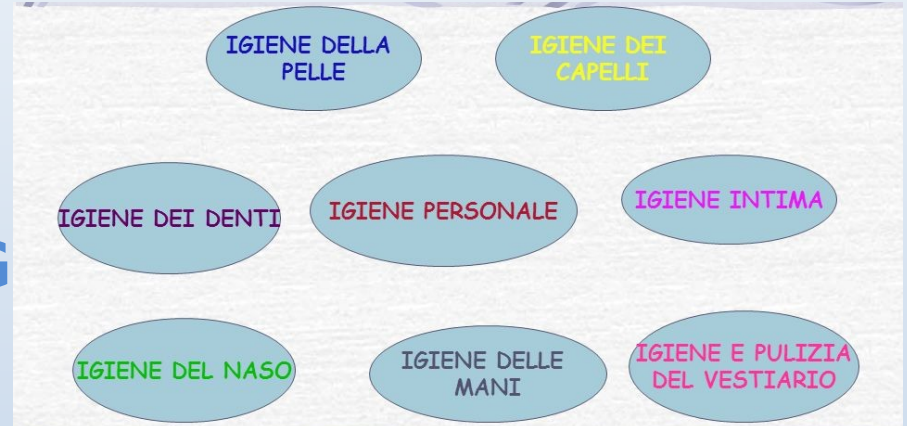 IGIENE DELLA
PELLE
IGIENE DEI
CAPELLI
IGIENE DEI DENTI
IGIENE PERSONALE
IGIENE INTIMA
IGIENE DEL NASO
IGIENE DELLE
MANI
IGIENE E PULIZIA
DEL VESTIARIO